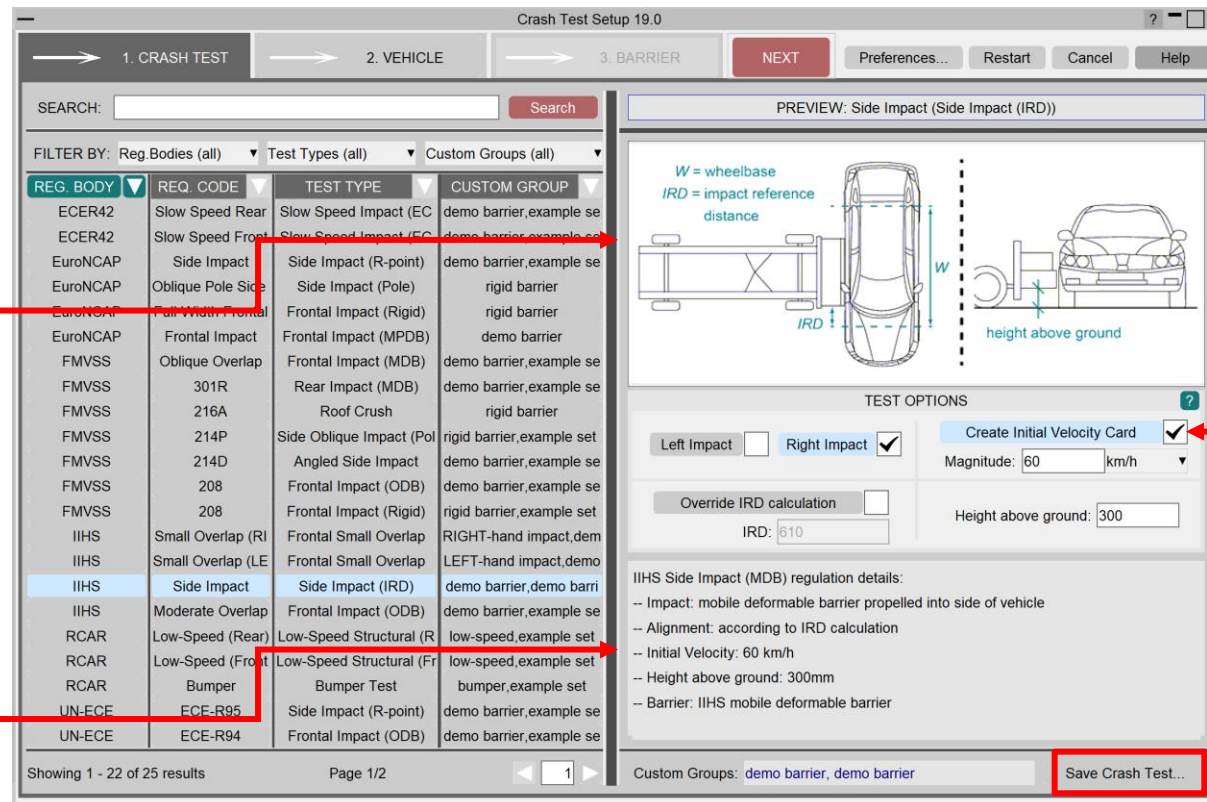 Crash Test Setup 19.0
?
1. CRASH TEST
2. VEHICLE
3. BARRIER
NEXT
Preferences...
Restart
Cancel
Help
SEARCH:
Search
FILTER BY: Reg.Bodies (all) Test Types (all) Custom Groups (all)
REG. BODY REQ. CODE TEST TYPE CUSTOM GROUP
ECER42 Slow Speed Rear Slow Speed Impact (EC demo barrier,example se
ECER42 Slow Speed Front Slow Speed Impact (EC demo barrier,example se
EuroNCAP Side Impact Side Impact (R-point) demo barrier,example se
EuroNCAP Oblique Pole Side Side Impact (Pole) rigid barrier
EuroNCAP Full Width Frontal Frontal Impact (Rigid) rigid barrier
EuroNCAP Frontal Impact Frontal Impact (MPDB) demo barrier
FMVSS Oblique Overlap Frontal Impact (MDB) demo barrier,example se
FMVSS 301R Rear Impact (MDB) demo barrier,example se
FMVSS 216A Roof Crush rigid barrier
FMVSS 214P Side Oblique Impact (Pol rigid barrier,example set
FMVSS 214D Angled Side Impact demo barrier,example se
FMVSS 208 Frontal Impact (ODB) demo barrier,example se
FMVSS 208 Frontal Impact (Rigid) rigid barrier,example set
IIHS Small Overlap (RI Frontal Small Overlap RIGHT-hand impact,dem
IIHS Small Overlap (LE Frontal Small Overlap LEFT-hand impact,demo
IIHS Side Impact Side Impact (IRD) demo barrier,demo barri
IIHS Moderate Overlap Frontal Impact (ODB) demo barrier,example se
RCAR Low-Speed (Rear) Low-Speed Structural (R low-speed,example set
RCAR Low-Speed (Front Low-Speed Structural (Fr low-speed,example set
RCAR Bumper Bumper Test bumper,example set
UN-ECE ECE-R95 Side Impact (R-point) demo barrier,example se
UN-ECE ECE-R94 Frontal Impact (ODB) demo barrier,example se
Showing 1 - 22 of 25 results Page 1/2 1
PREVIEW: Side Impact (Side Impact (IRD))
W = wheelbase
IRD = impact reference
distance
W
IRD
height above ground
TEST OPTIONS ?
Left Impact Right Impact Create Initial Velocity Card
Magnitude: 60 km/h
Override IRD calculation
IRD: 610
Height above ground: 300
IIHS Side Impact (MDB) regulation details:
-- Impact: mobile deformable barrier propelled into side of vehicle
-- Alignment: according to IRD calculation
-- Initial Velocity: 60 km/h
-- Height above ground: 300mm
-- Barrier: IIHS mobile deformable barrier
Custom Groups: demo barrier, demo barrier Save Crash Test...